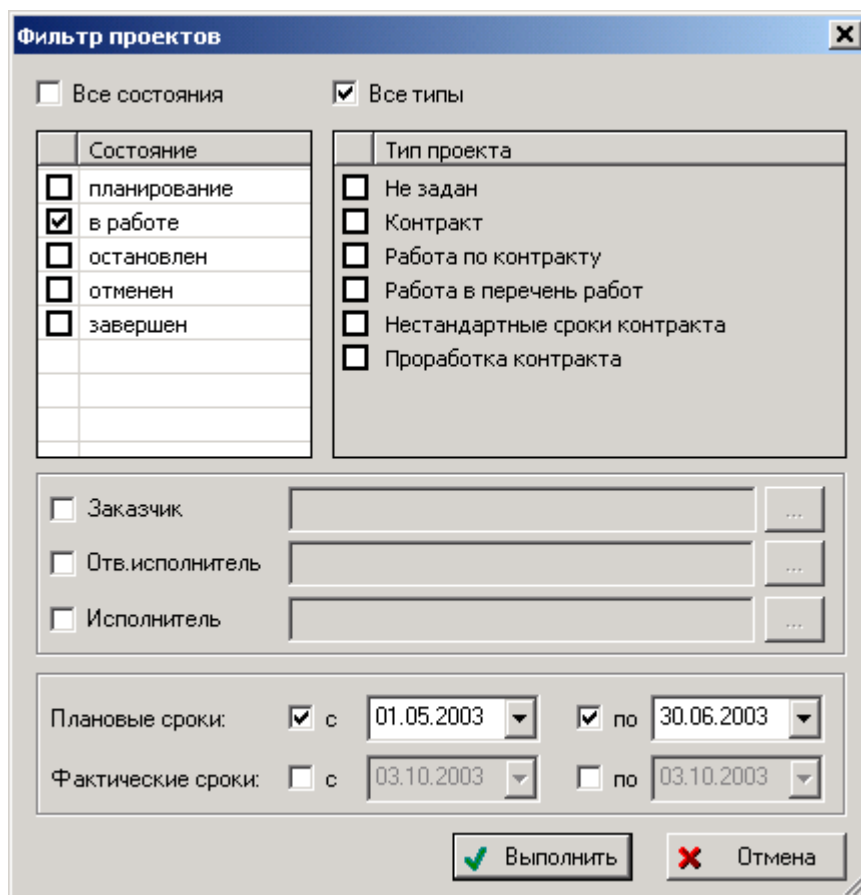 Фильтр проектов
Все состояния Все типы
Состояние Тип проекта
планирование Не задан
в работе Контракт
остановлен Работа по контракту
отменен Работа в перечень работ
завершен Нестандартные сроки контракта
Проработка контракта
Заказчик ...
Отв.исполнитель ...
Исполнитель ...
Плановые сроки: с 01.05.2003 по 30.06.2003
Фактические сроки: с 03.10.2003 по 03.10.2003
Выполнить Отмена